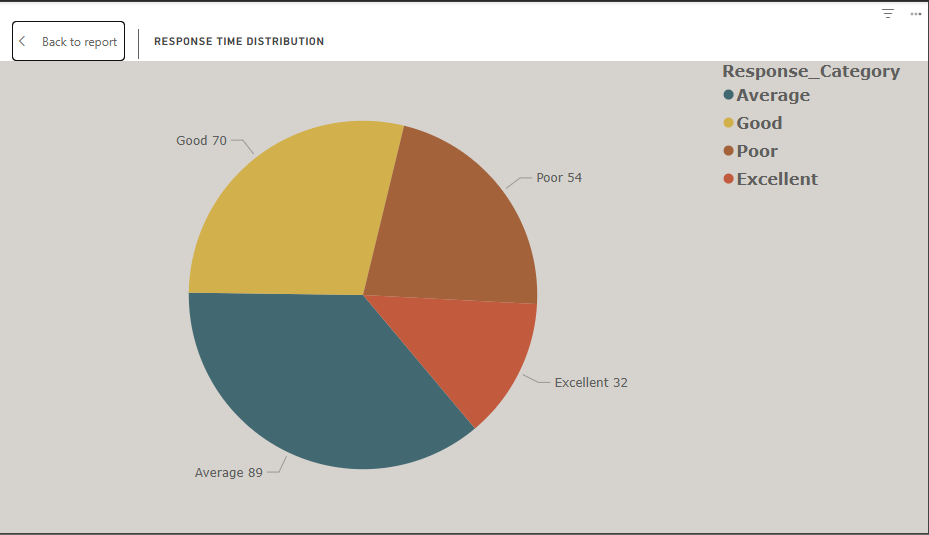 Back to report
RESPONSE TIME DISTRIBUTION
Response_Category
Average
Good
Poor
Excellent
Good 70
Poor 54
Excellent 32
Average 89